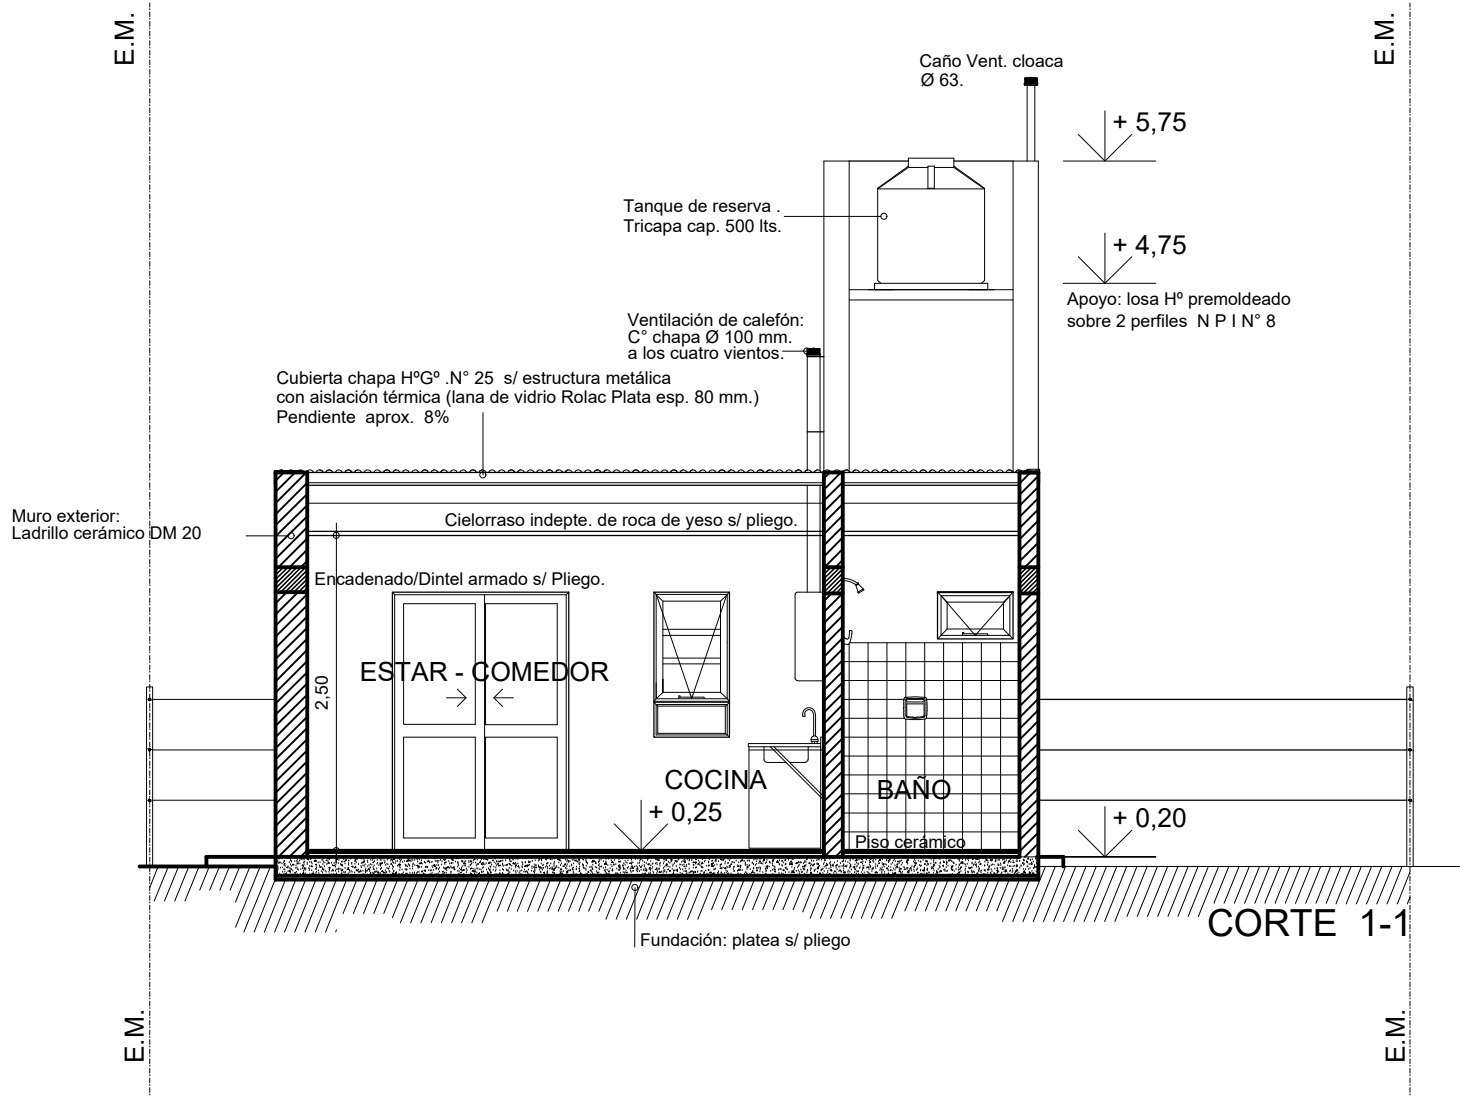 E.M.
E.M.
Caño Vent. cloaca
Ø 63.
+ 5,75
Tanque de reserva .
Tricapa cap. 500 lts.
+ 4,75
Apoyo: losa Hº premoldeado
sobre 2 perfiles N P I N° 8
Ventilación de calefón:
C° chapa Ø 100 mm.
a los cuatro vientos.
Cubierta chapa HºGº .N° 25 s/ estructura metálica
con aislación térmica (lana de vidrio Rolac Plata esp. 80 mm.)
Pendiente aprox. 8%
Muro exterior:
Ladrillo cerámico DM 20
Cielorraso indepte. de roca de yeso s/ pliego.
Encadenado/Dintel armado s/ Pliego.
ESTAR - COMEDOR
2,50
COCINA
BAÑO
+ 0,25
+ 0,20
Piso cerámico
CORTE 1-1
Fundación: platea s/ pliego
E.M.
E.M.